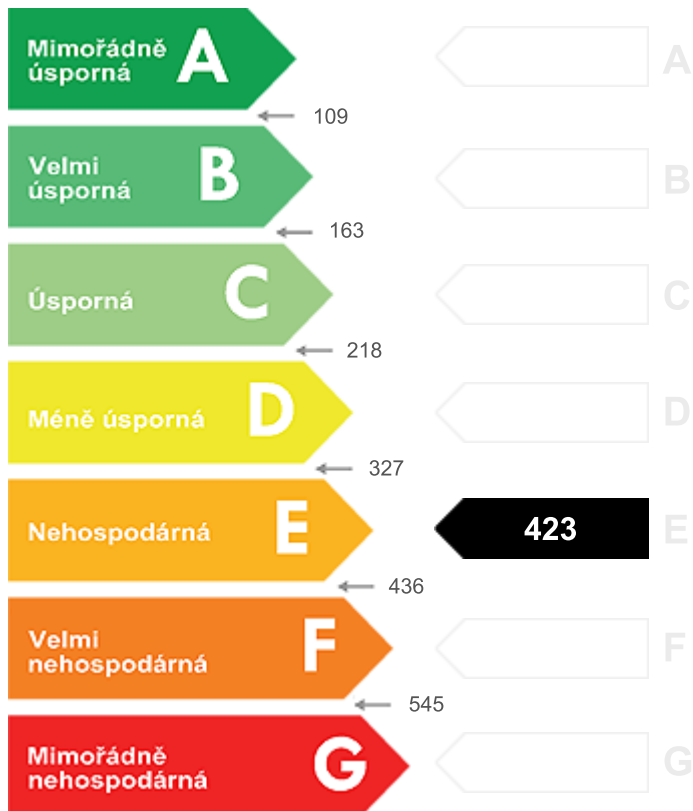 Mimořádně
úsporná
A
A
109
Velmi
úsporná
B
B
163
Úsporná
C
C
218
Méně úsporná
D
D
327
Nehospodárná
E
423
E
436
Velmi
nehospodárná
F
F
545
Mimořádně
nehospodárná
G
G